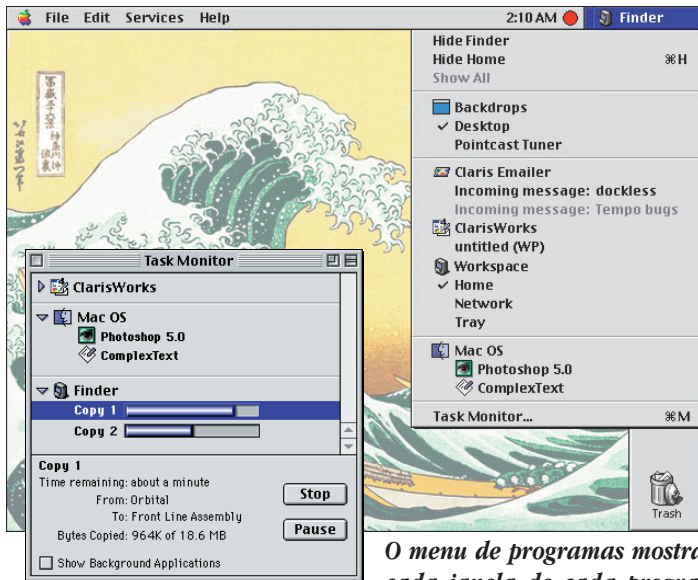 File Edit Services Help 2:10 AM Finder
Hide Finder
Hide Home ⌘H
Show All
Backdrops
✓ Desktop
Pointcast Tuner
Claris Emailer
Incoming message: dockless
Incoming message: Tempo bugs
ClarisWorks
untitled (WP)
Workspace
✓ Home
Network
Tray
Mac OS
Photoshop 5.0
ComplexText
Task Monitor... ⌘M
Task Monitor
ClarisWorks
Mac OS
Photoshop 5.0
ComplexText
Finder
Copy 1
Copy 2
Copy 1
Time remaining: about a minute
From: Orbital
To: Front Line Assembly
Bytes Copied: 964K of 18.6 MB
Stop
Pause
Show Background Applications
Trash
O menu de programas mostra